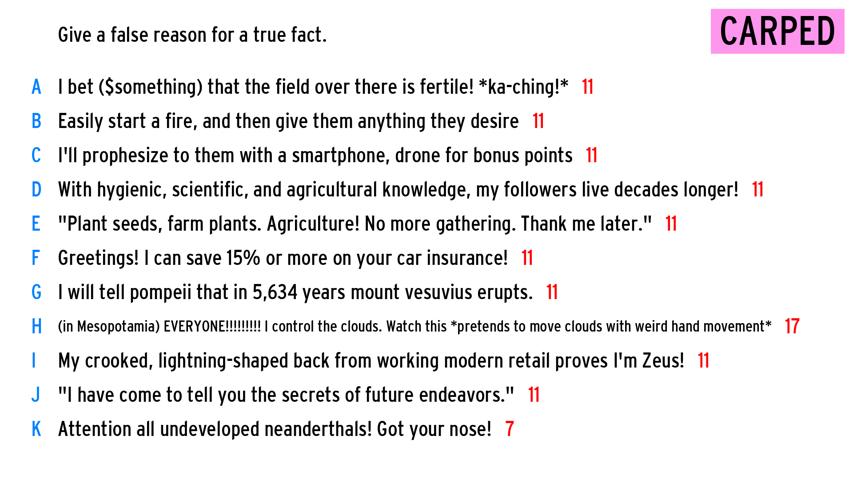 Give a false reason for a true fact.
CARPED
A I bet ($something) that the field over there is fertile! *ka-ching!* 11
B Easily start a fire, and then give them anything they desire 11
C I'll prophesize to them with a smartphone, drone for bonus points 11
D With hygienic, scientific, and agricultural knowledge, my followers live decades longer! 11
E "Plant seeds, farm plants. Agriculture! No more gathering. Thank me later." 11
F Greetings! I can save 15% or more on your car insurance! 11
G I will tell pompeii that in 5,634 years mount vesuvius erupts. 11
H (in Mesopotamia) EVERYONE!!!!!!!!! I control the clouds. Watch this *pretends to move clouds with weird hand movement* 17
I My crooked, lightning-shaped back from working modern retail proves I'm Zeus! 11
J "I have come to tell you the secrets of future endeavors." 11
K Attention all undeveloped neanderthals! Got your nose! 7